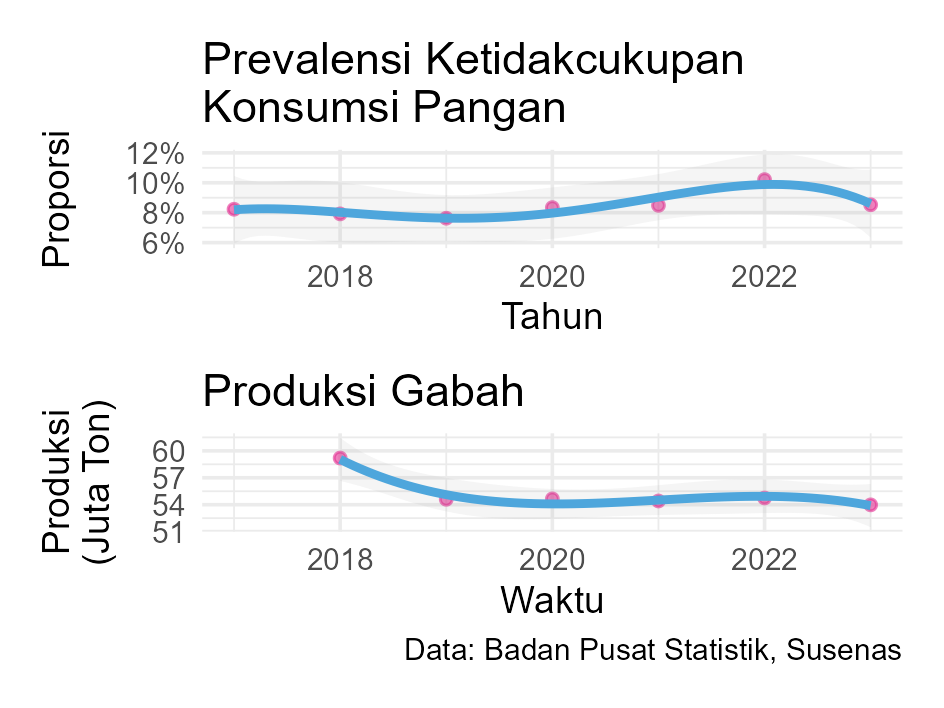 Prevalensi Ketidakcukupan
Konsumsi Pangan
Proporsi
12%
10%
8%
6%
2018
2020
2022
Tahun
Produksi Gabah
Produksi
(Juta Ton)
60
57
54
51
2018
2020
2022
Waktu
Data: Badan Pusat Statistik, Susenas